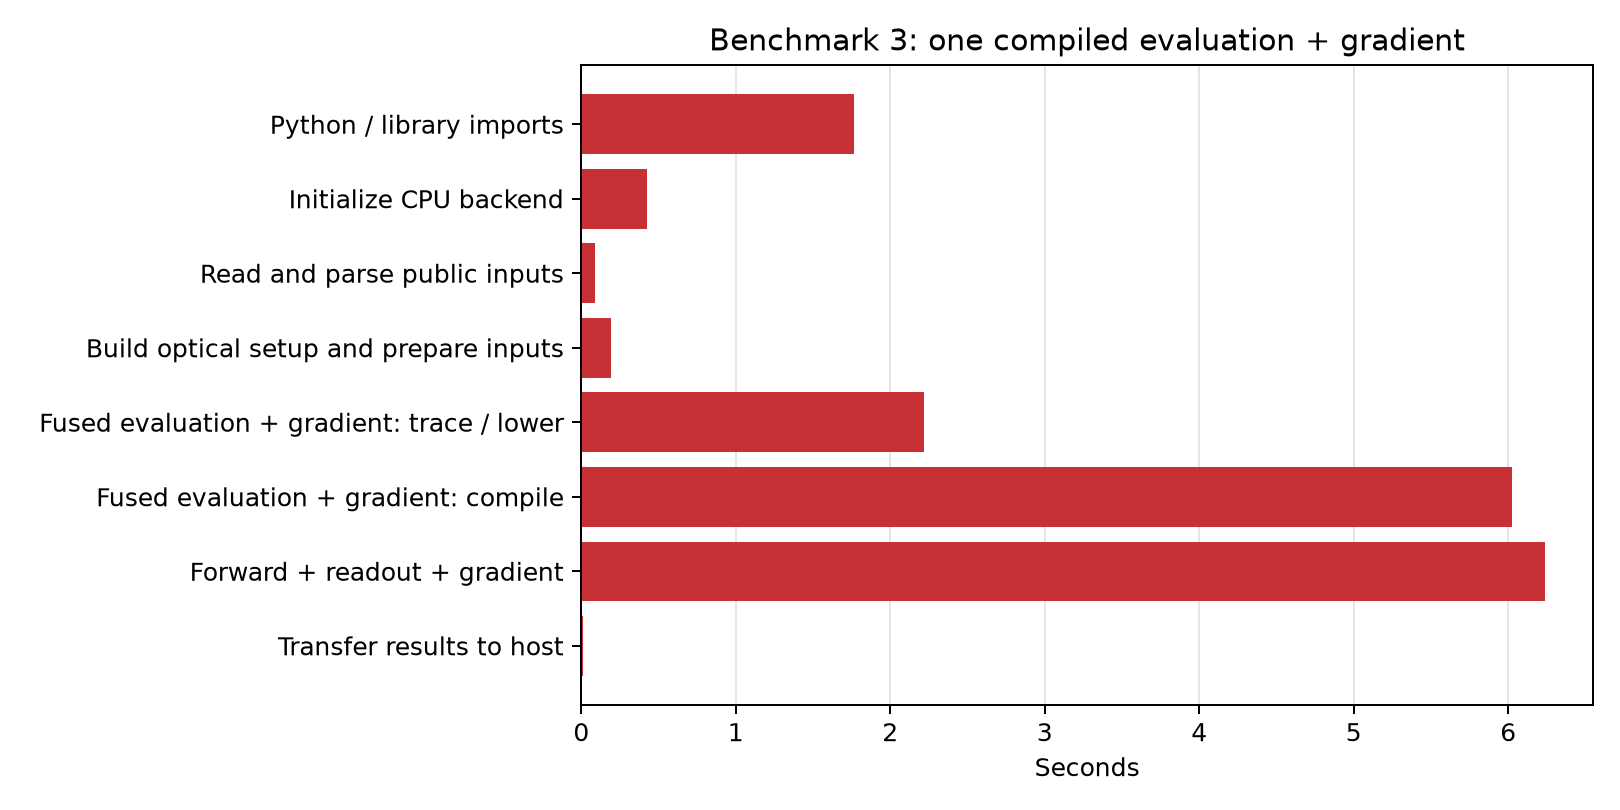 Benchmark 3: one compiled evaluation + gradient
Python / library imports
Initialize CPU backend
Read and parse public inputs
Build optical setup and prepare inputs
Fused evaluation + gradient: trace / lower
Fused evaluation + gradient: compile
Forward + readout + gradient
Transfer results to host
0 1 2 3 4 5 6
Seconds